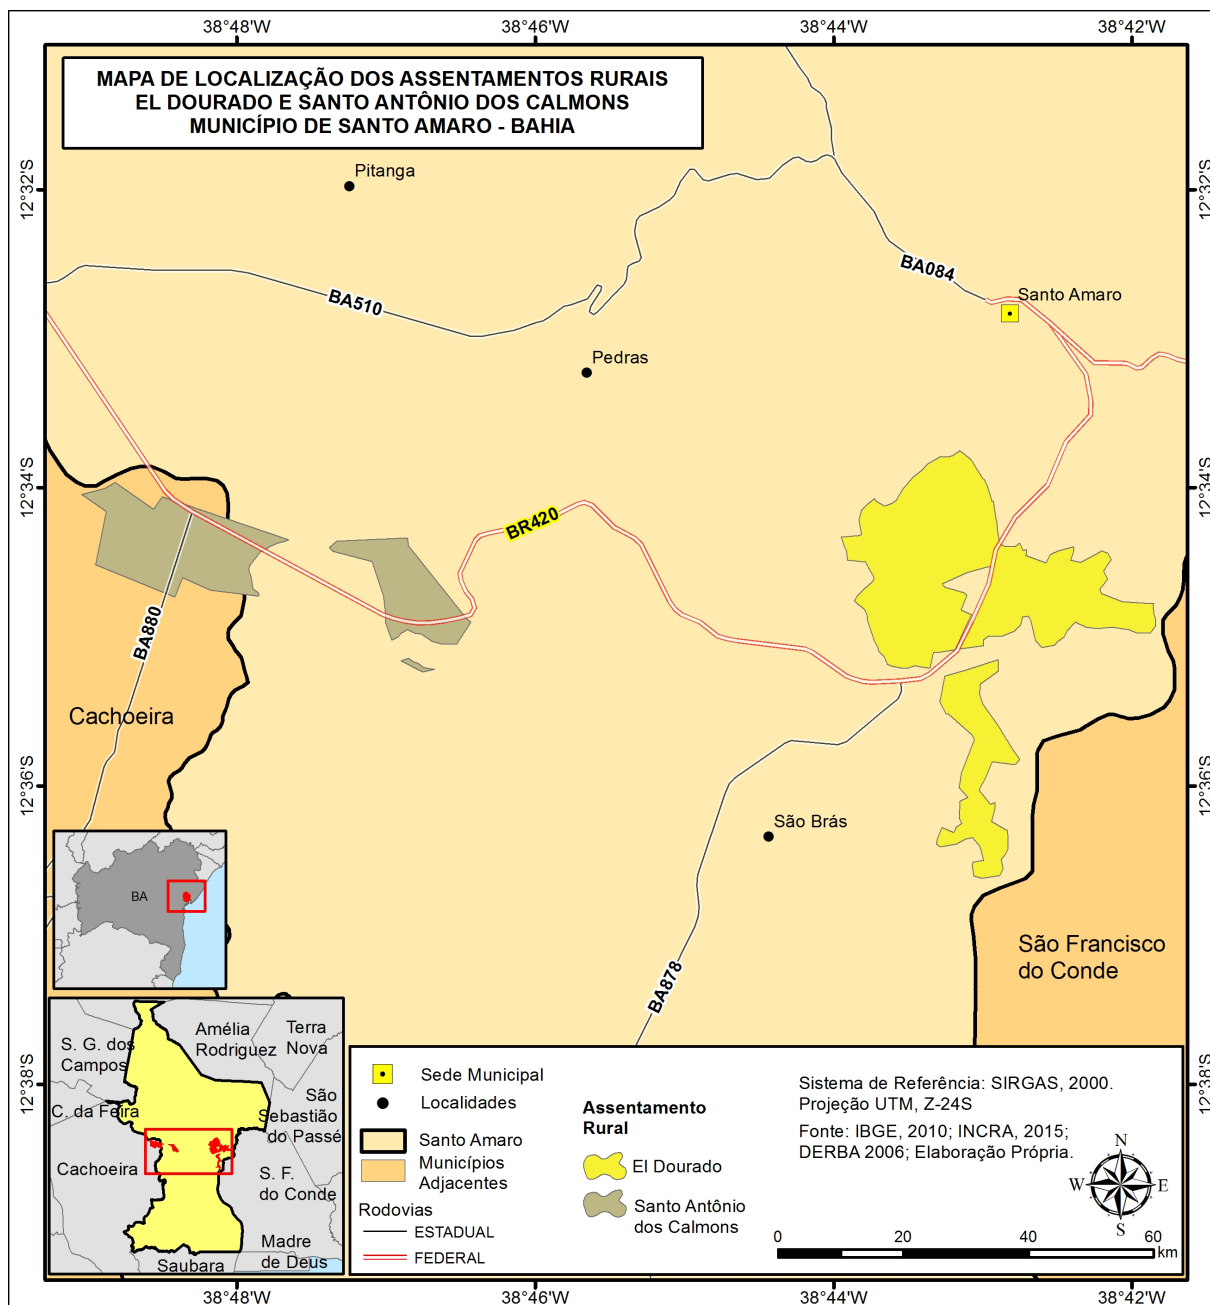 38°48'W
38°46'W
38°44'W
38°42'W
MAPA DE LOCALIZAÇÃO DOS ASSENTAMENTOS RURAIS
EL DOURADO E SANTO ANTÔNIO DOS CALMONS
MUNICÍPIO DE SANTO AMARO - BAHIA
12°32'S
12°32'S
Pitanga
BA084
Santo Amaro
BA510
Pedras
12°34'S
12°34'S
BR420
BA880
Cachoeira
12°36'S
12°36'S
São Brás
BA
São Francisco
do Conde
BA878
12°38'S
12°38'S
S. G. dos
Campos
Amélia
Rodriguez
Terra
Nova
C. da Feira
São
Sebastião
do Passé
Cachoeira
S. F.
do Conde
Madre
de Deus
Saubara
Sede Municipal
Localidades
Santo Amaro
Municípios
Adjacentes
Rodovias
ESTADUAL
FEDERAL
Assentamento
Rural
El Dourado
Santo Antônio
dos Calmons
Sistema de Referência: SIRGAS, 2000.
Projeção UTM, Z-24S
Fonte: IBGE, 2010; INCRA, 2015;
DERBA 2006; Elaboração Própria.
N
W
E
S
0
20
40
60
km
38°48'W
38°46'W
38°44'W
38°42'W